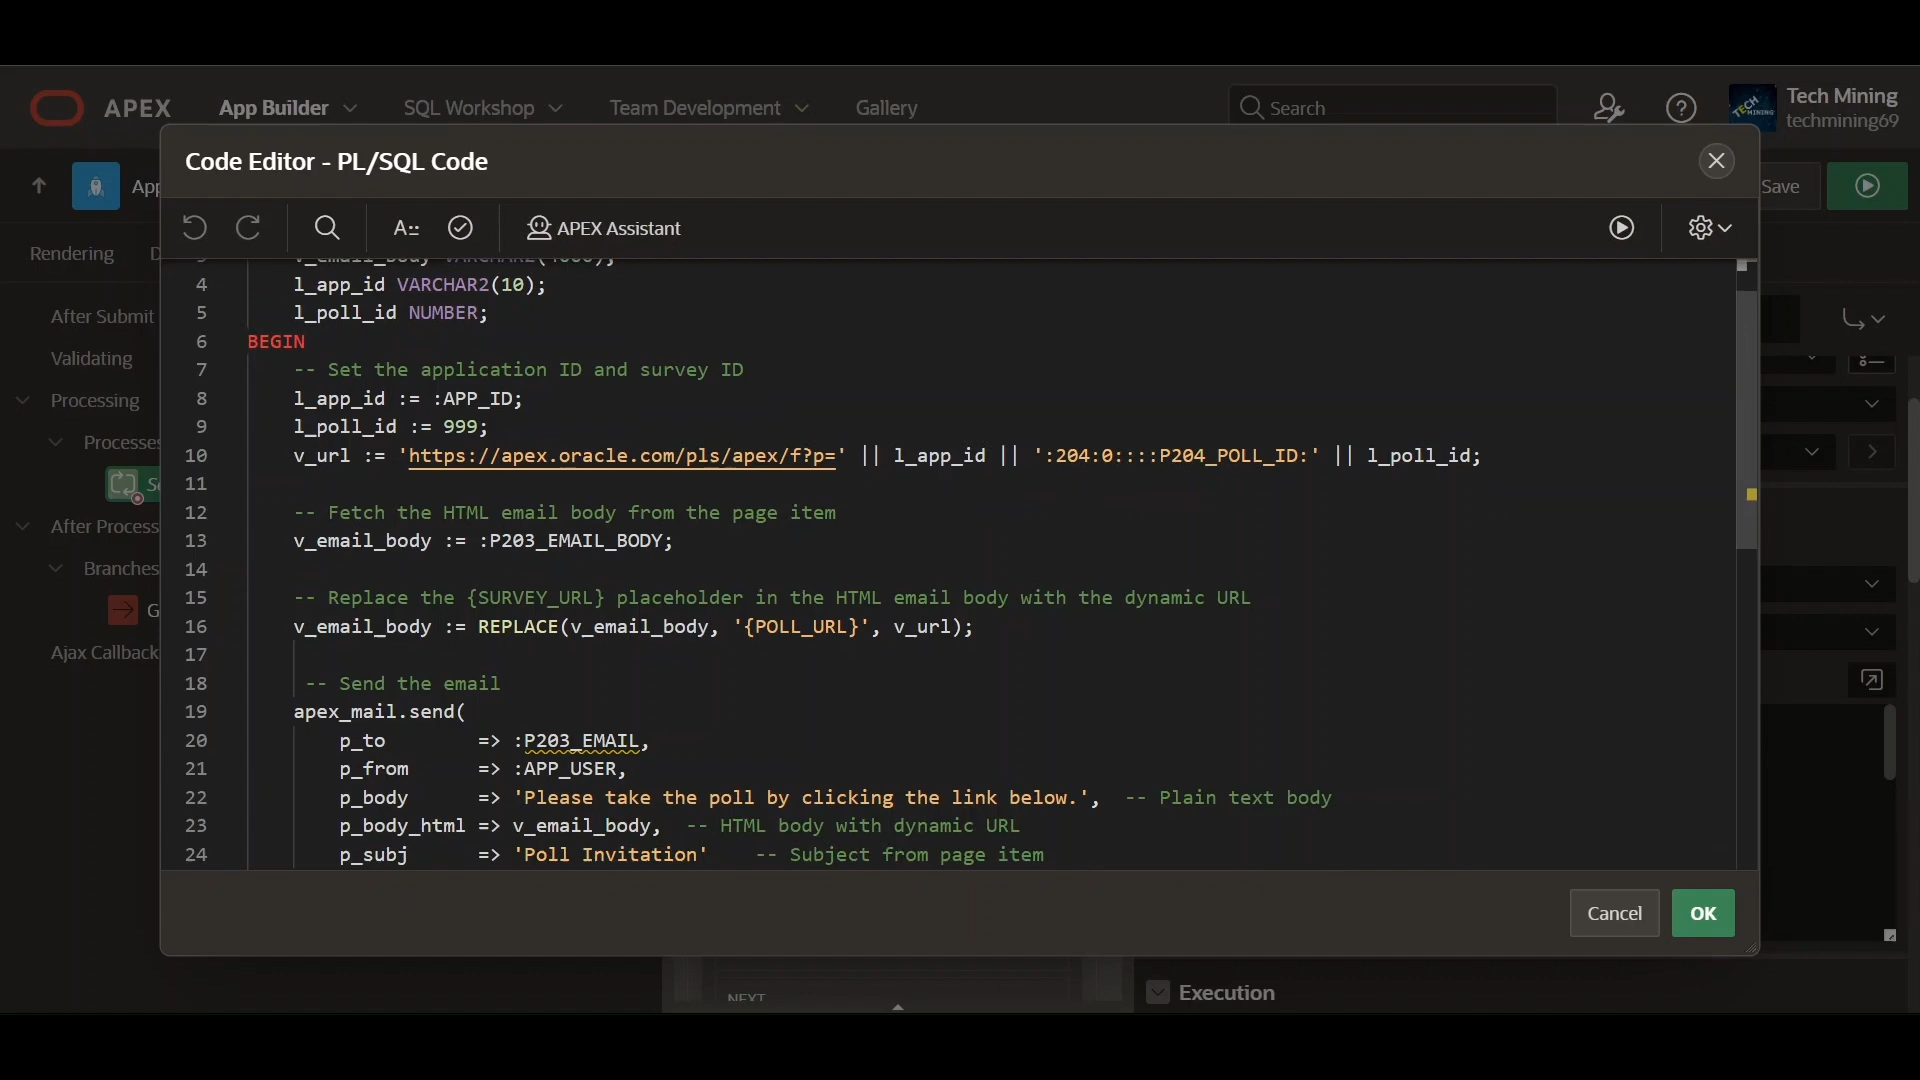 APEX
App Builder
SQL Workshop
Team Development
Gallery
Search
Tech Mining
techmining69
Code Editor - PL/SQL Code
App
Save
APEX Assistant
Rendering
After Submit
Validating
Processing
Processes
After Process
Branches
Ajax Callback
3 v_email_body VARCHAR2(4000);
4 l_app_id VARCHAR2(10);
5 l_poll_id NUMBER;
6 BEGIN
7 -- Set the application ID and survey ID
8 l_app_id := :APP_ID;
9 l_poll_id := 999;
10 v_url := 'https://apex.oracle.com/pls/apex/f?p=' || l_app_id || ':204:0::::P204_POLL_ID:' || l_poll_id;
11
12 -- Fetch the HTML email body from the page item
13 v_email_body := :P203_EMAIL_BODY;
14
15 -- Replace the {SURVEY_URL} placeholder in the HTML email body with the dynamic URL
16 v_email_body := REPLACE(v_email_body, '{POLL_URL}', v_url);
17
18 -- Send the email
19 apex_mail.send(
20 p_to => :P203_EMAIL,
21 p_from => :APP_USER,
22 p_body => 'Please take the poll by clicking the link below.', -- Plain text body
23 p_body_html => v_email_body, -- HTML body with dynamic URL
24 p_subj => 'Poll Invitation' -- Subject from page item
Cancel
OK
NEXT
Execution